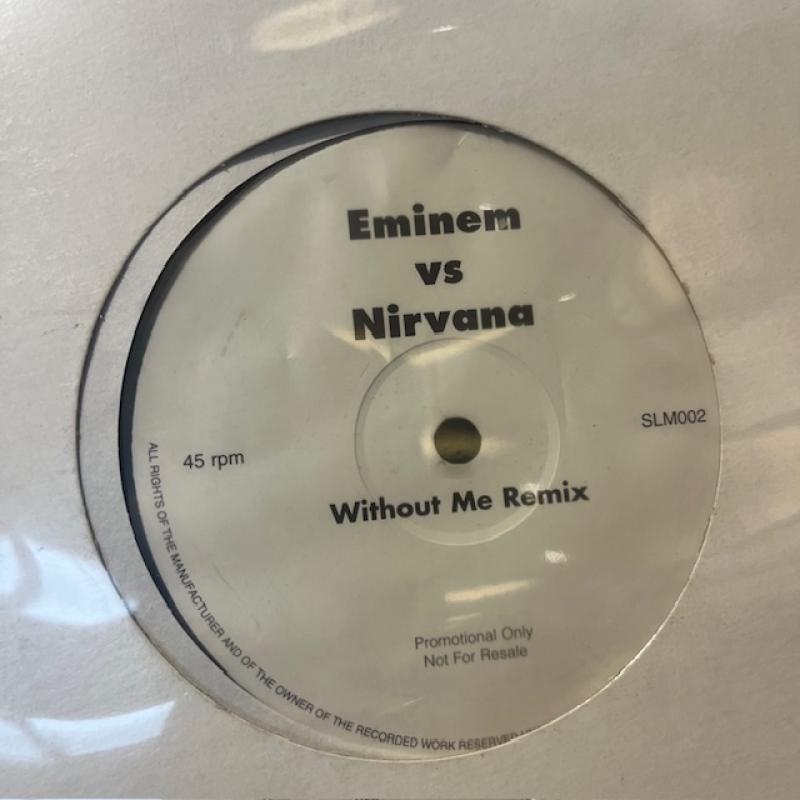 Eminem
vs
Nirvana
SLM002
45 rpm
Without Me Remix
Promotional Only
Not For Resale
ALL RIGHTS OF THE MANUFACTURER AND OF THE OWNER OF THE RECORDED WORK RESERVED